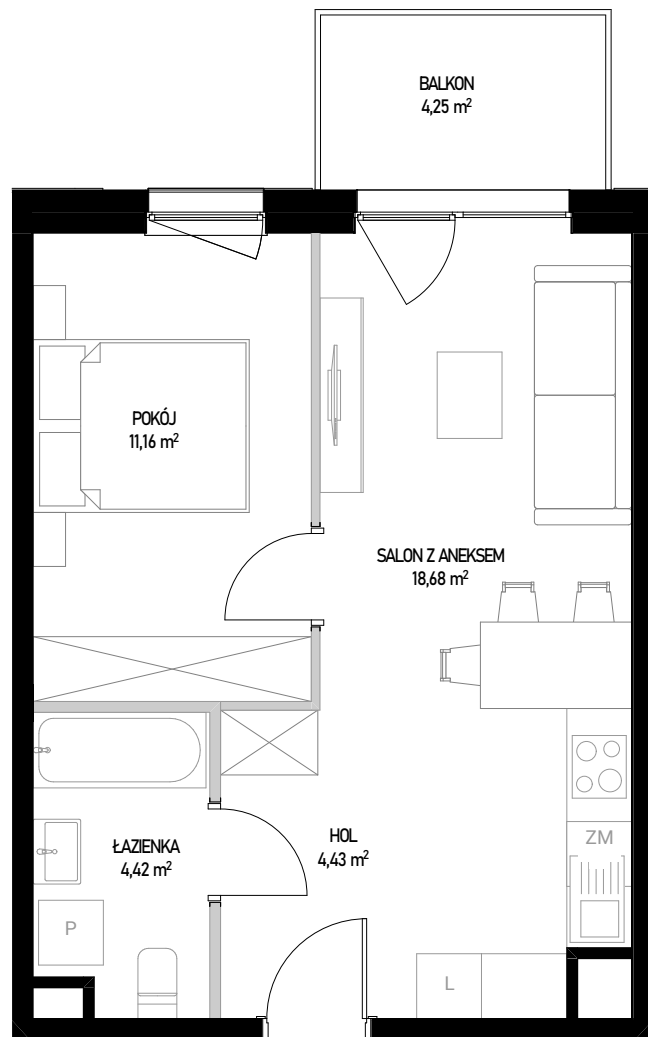 BALKON
4,25 m²
POKÓJ
11,16 m²
SALON Z ANEKSEM
18,68 m²
ŁAZIENKA
4,42 m²
HOL
4,43 m²
ZM
P
L